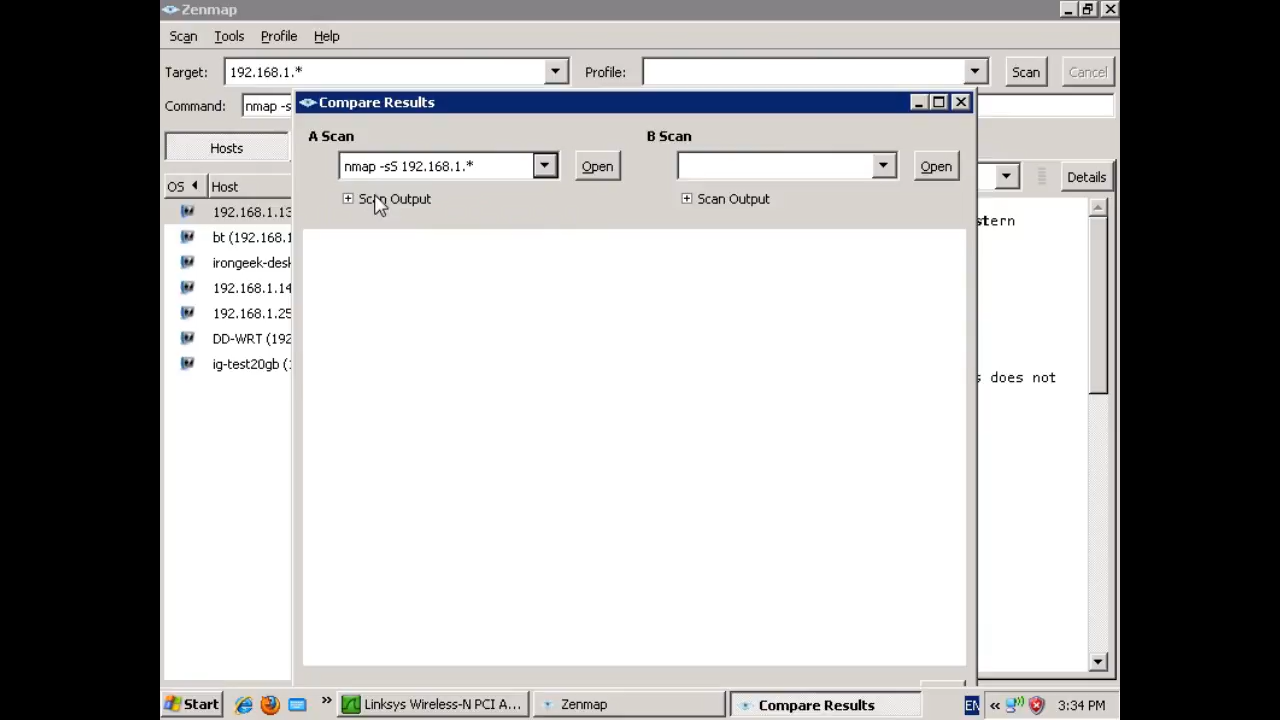 Zenmap
Scan Tools Profile Help
Target: 192.168.1.* Profile: Scan Cancel
Command: nmap -s
Compare Results
A Scan B Scan
nmap -sS 192.168.1.* Open Open
Scan Output Scan Output
Hosts
OS Host Details
192.168.1.13
stern
bt (192.168.1
irongeek-desk
192.168.1.14
192.168.1.25
DD-WRT (192
ig-test20gb (
s does not
Start » Linksys Wireless-N PCI A... Zenmap Compare Results EN « 3:34 PM